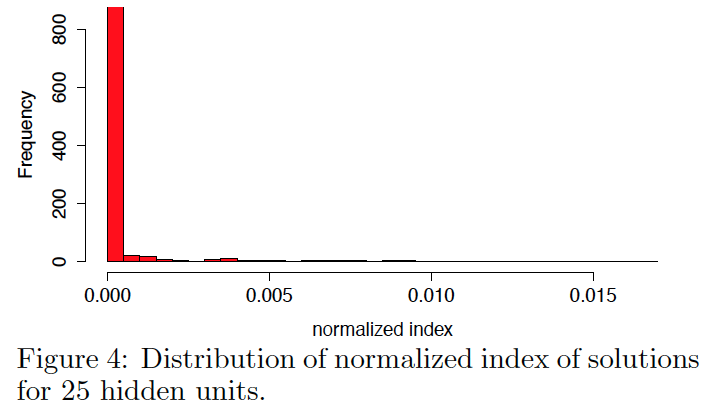 800
600
400
200
0
Frequency
0.000 0.005 0.010 0.015
normalized index
Figure 4: Distribution of normalized index of solutions
for 25 hidden units.